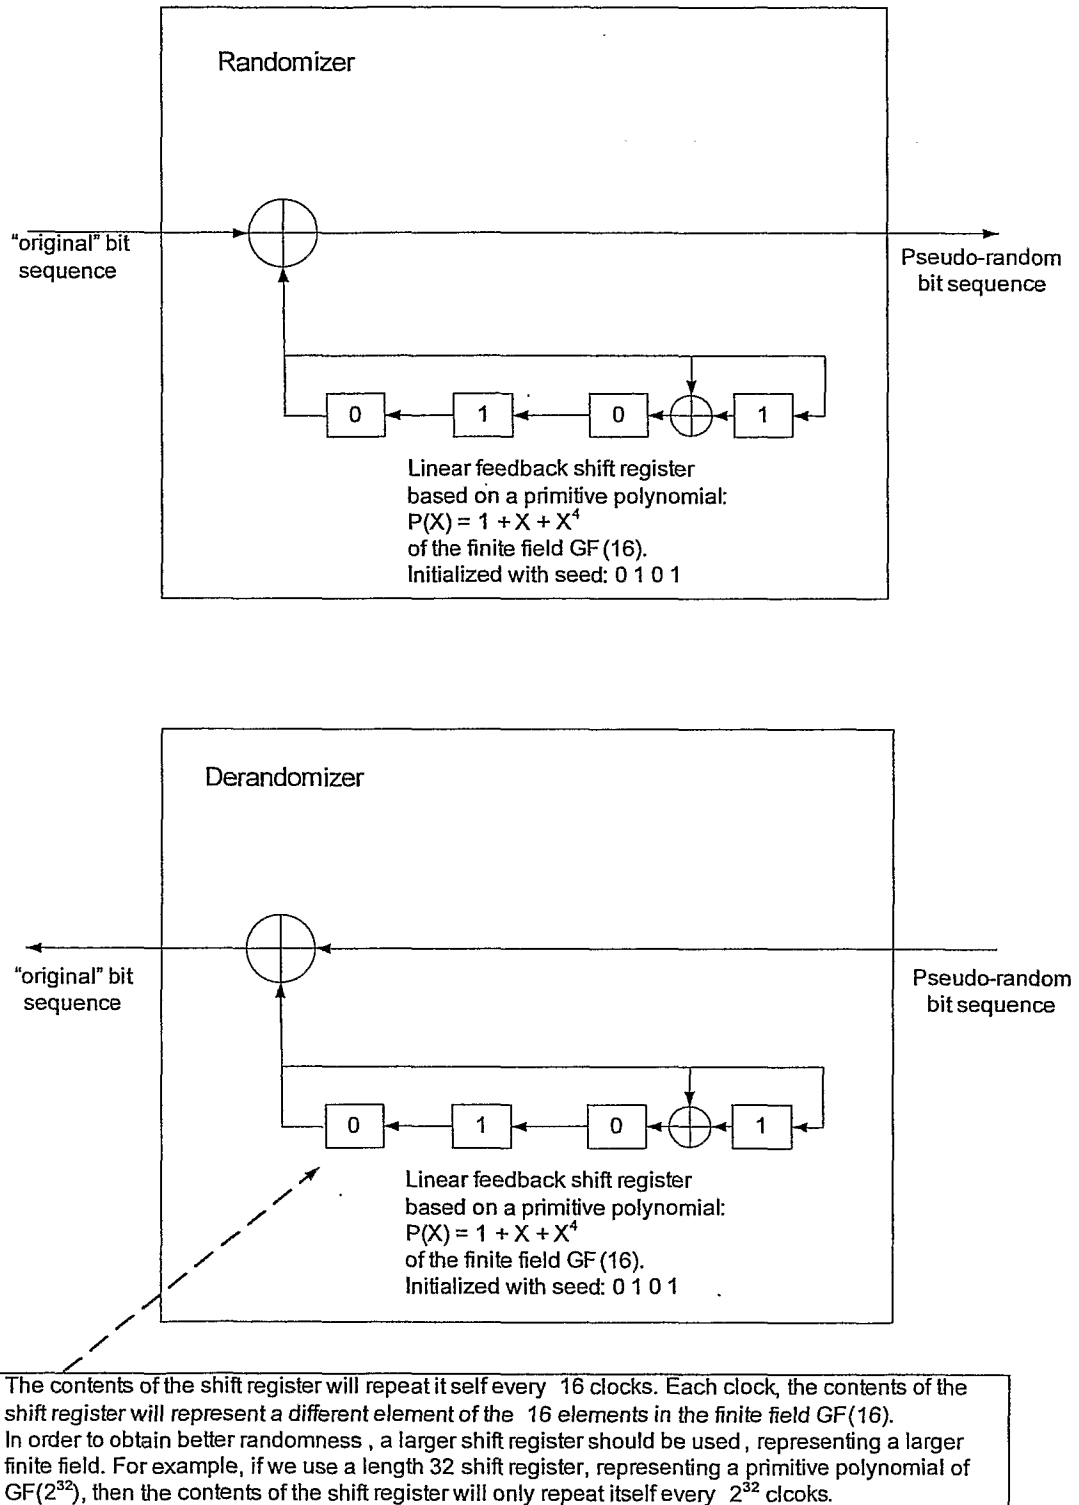 Randomizer
"original" bit
sequence
Pseudo-random
bit sequence
0 1 0 1
Linear feedback shift register
based on a primitive polynomial:
P(X) = 1 + X + X⁴
of the finite field GF(16).
Initialized with seed: 0 1 0 1
Derandomizer
"original" bit
sequence
Pseudo-random
bit sequence
0 1 0 1
Linear feedback shift register
based on a primitive polynomial:
P(X) = 1 + X + X⁴
of the finite field GF(16).
Initialized with seed: 0 1 0 1
The contents of the shift register will repeat it self every 16 clocks. Each clock, the contents of the
shift register will represent a different element of the 16 elements in the finite field GF(16).
In order to obtain better randomness , a larger shift register should be used , representing a larger
finite field. For example, if we use a length 32 shift register, representing a primitive polynomial of
GF(2³²), then the contents of the shift register will only repeat itself every 2³² clcoks.